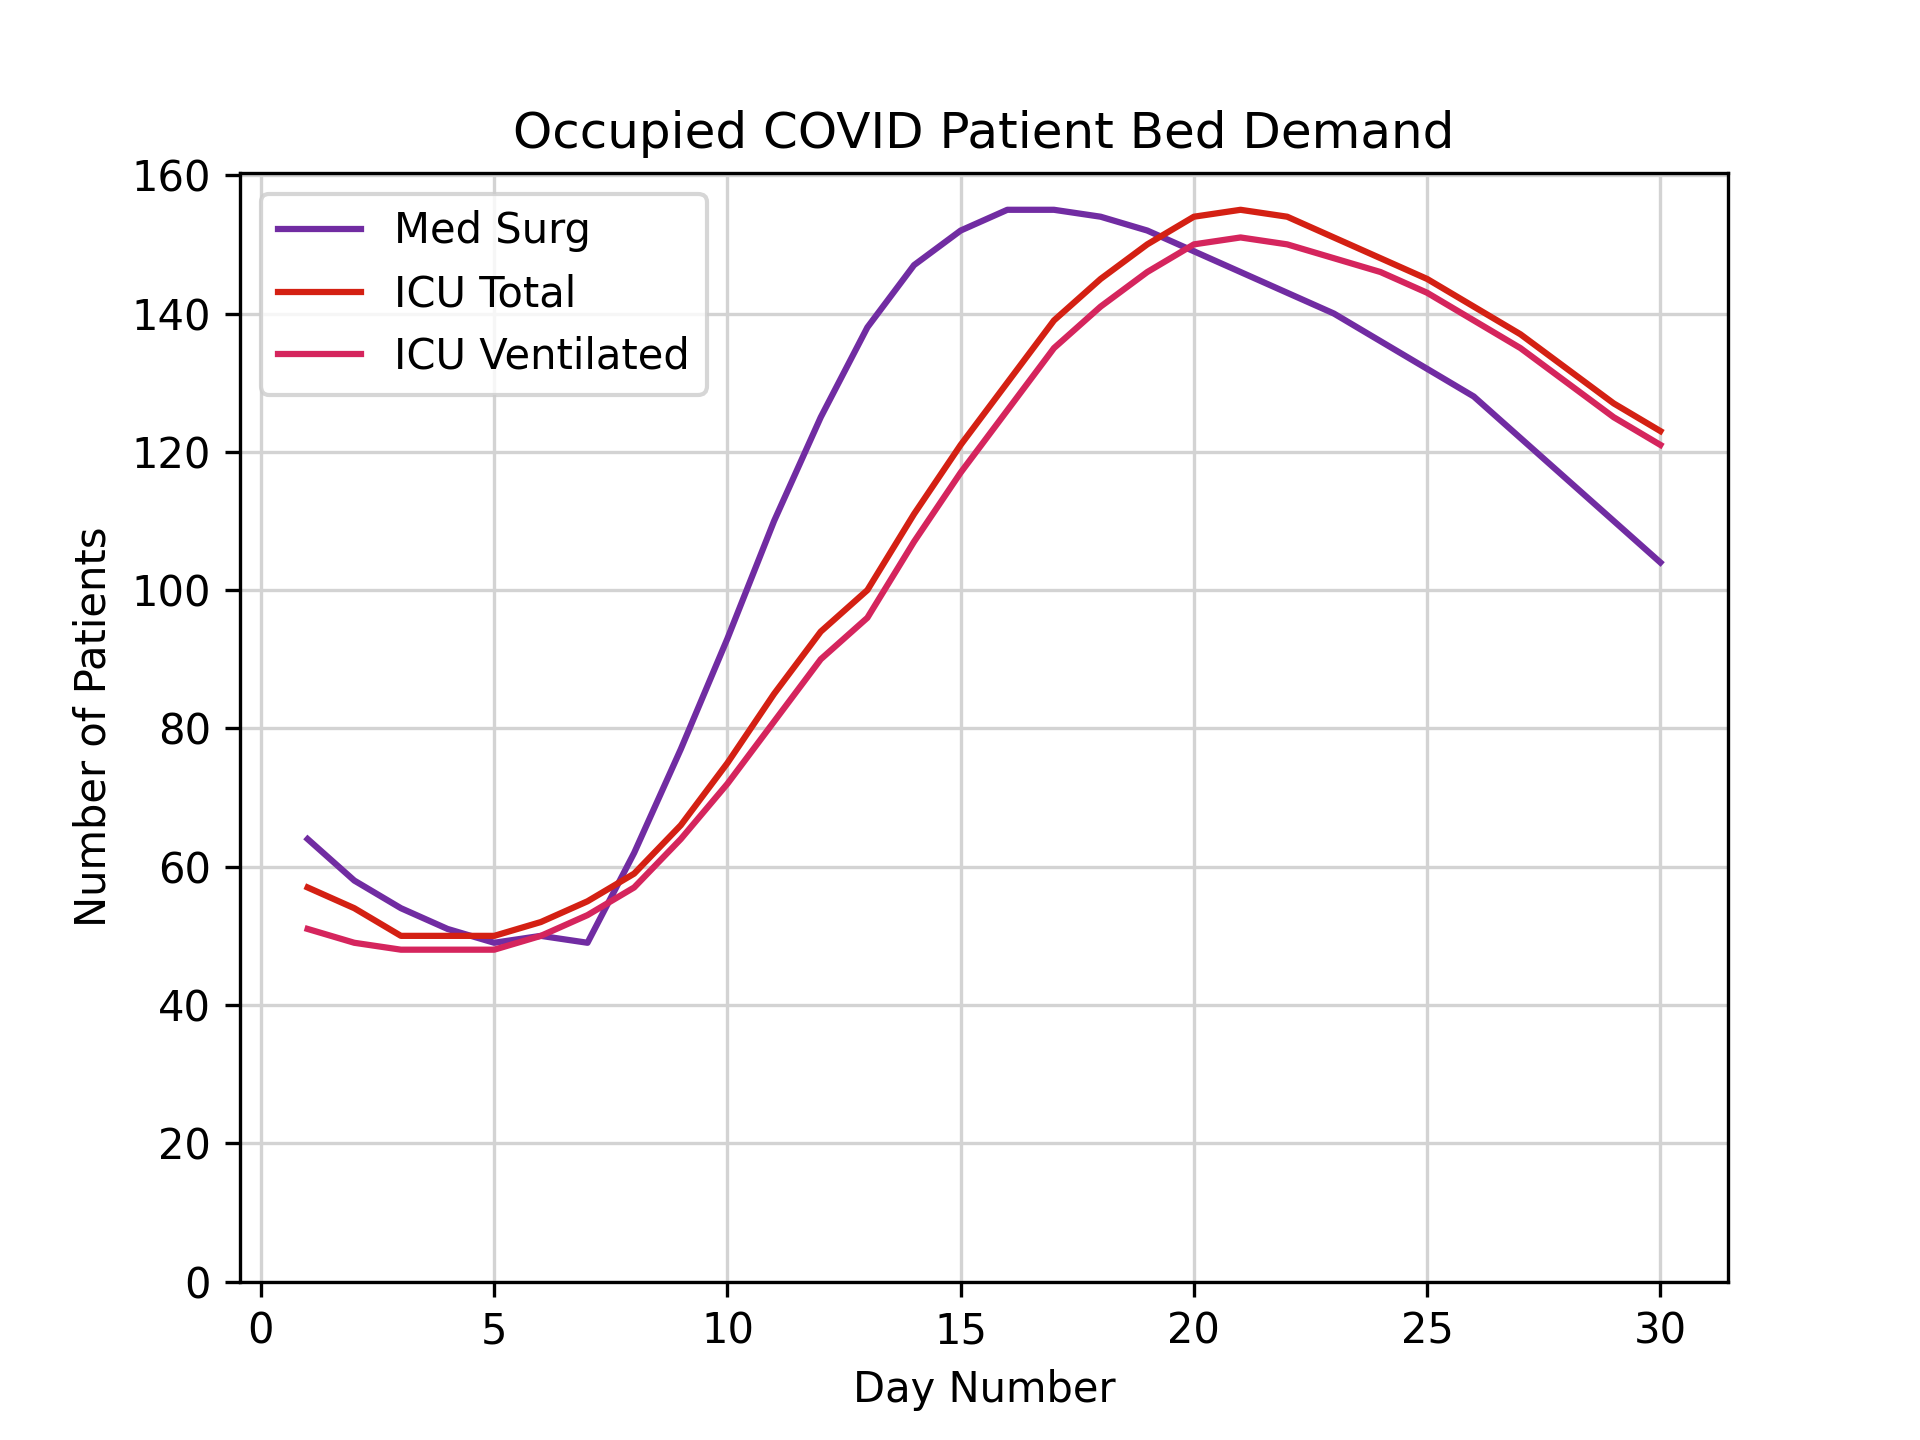 Occupied COVID Patient Bed Demand
160
140
120
100
80
60
40
20
0
Med Surg
ICU Total
ICU Ventilated
Number of Patients
0 5 10 15 20 25 30
Day Number